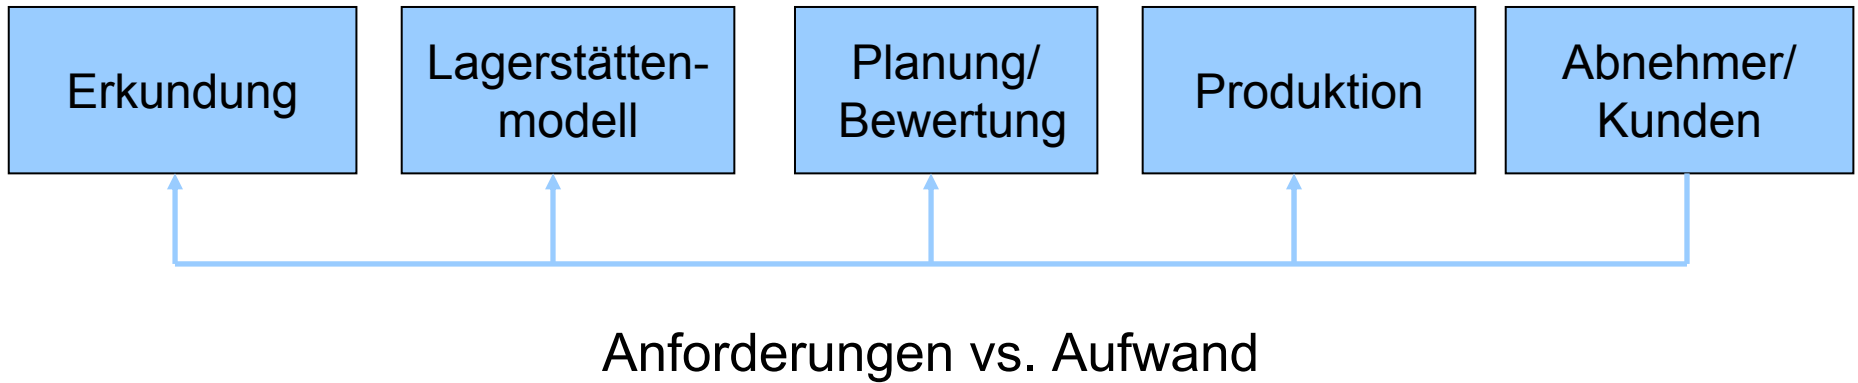 Erkundung
Lagerstätten-
modell
Planung/
Bewertung
Produktion
Abnehmer/
Kunden
Anforderungen vs. Aufwand